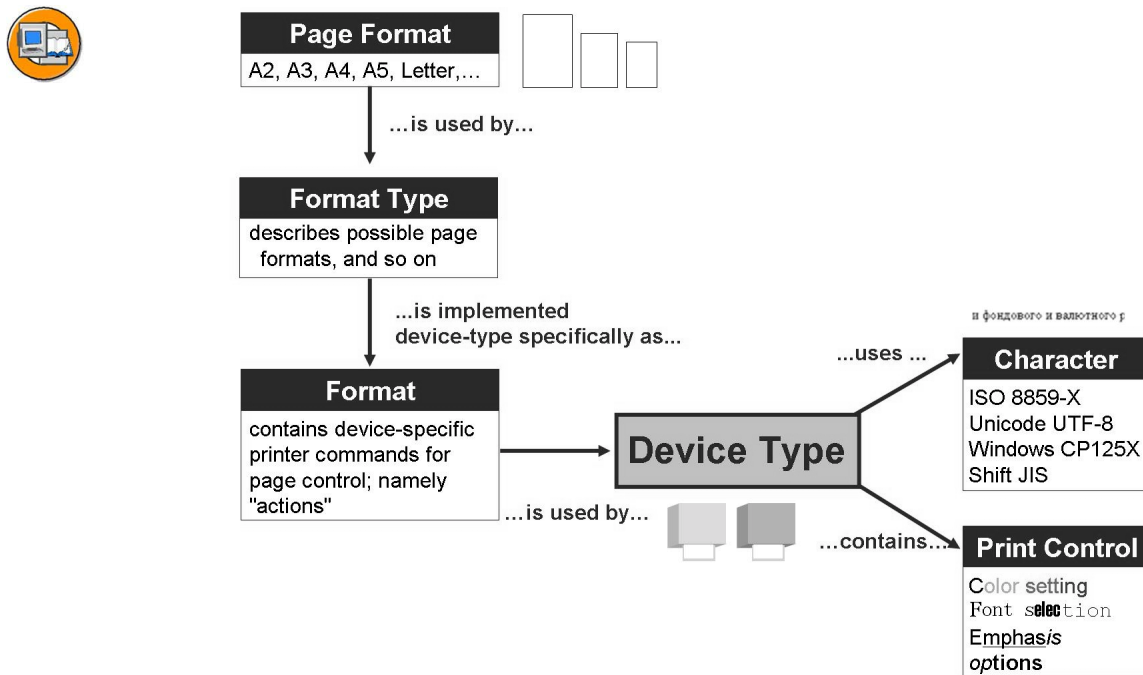 Page Format
A2, A3, A4, A5, Letter,...
...is used by...
Format Type
describes possible page
formats, and so on
...is implemented
device-type specifically as...
Format
contains device-specific
printer commands for
page control; namely
"actions"
...is used by...
Device Type
...uses ...
и фондового и валютного р
Character
ISO 8859-X
Unicode UTF-8
Windows CP125X
Shift JIS
...contains...
Print Control
Color setting
Font selection
Emphasis
options